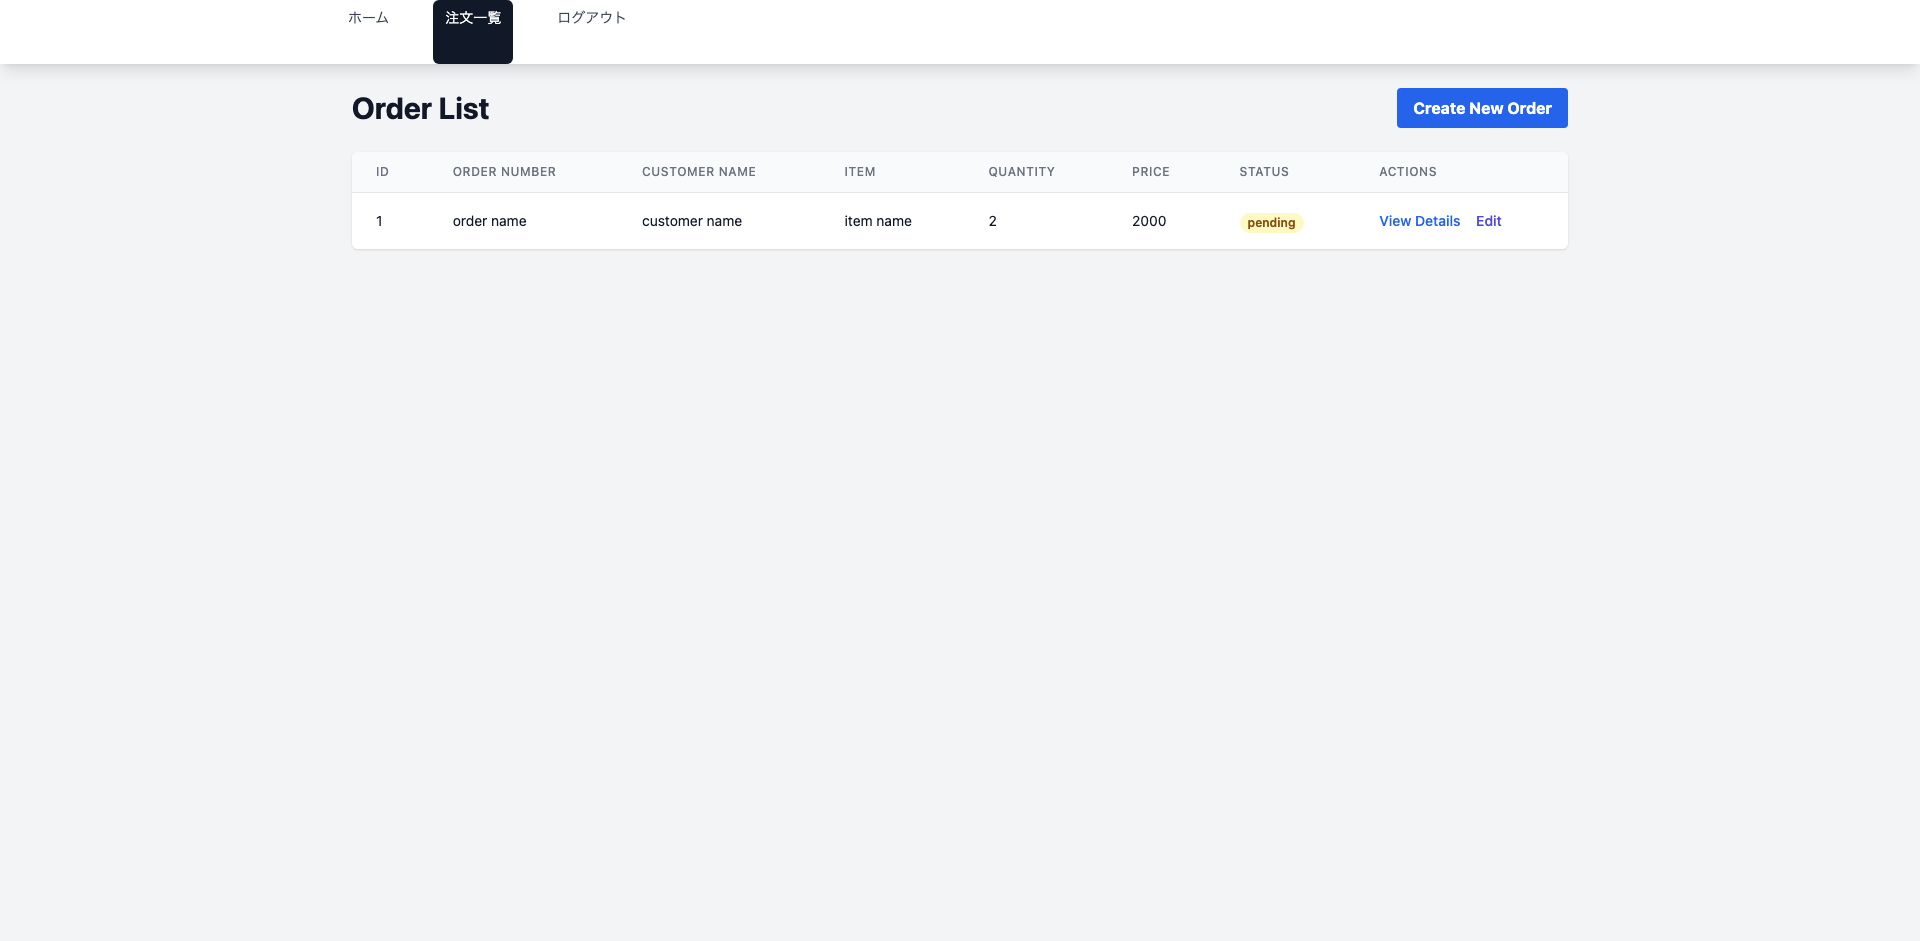 ホーム 注文一覧 ログアウト
Order List Create New Order
ID ORDER NUMBER CUSTOMER NAME ITEM QUANTITY PRICE STATUS ACTIONS
1 order name customer name item name 2 2000 pending View Details Edit